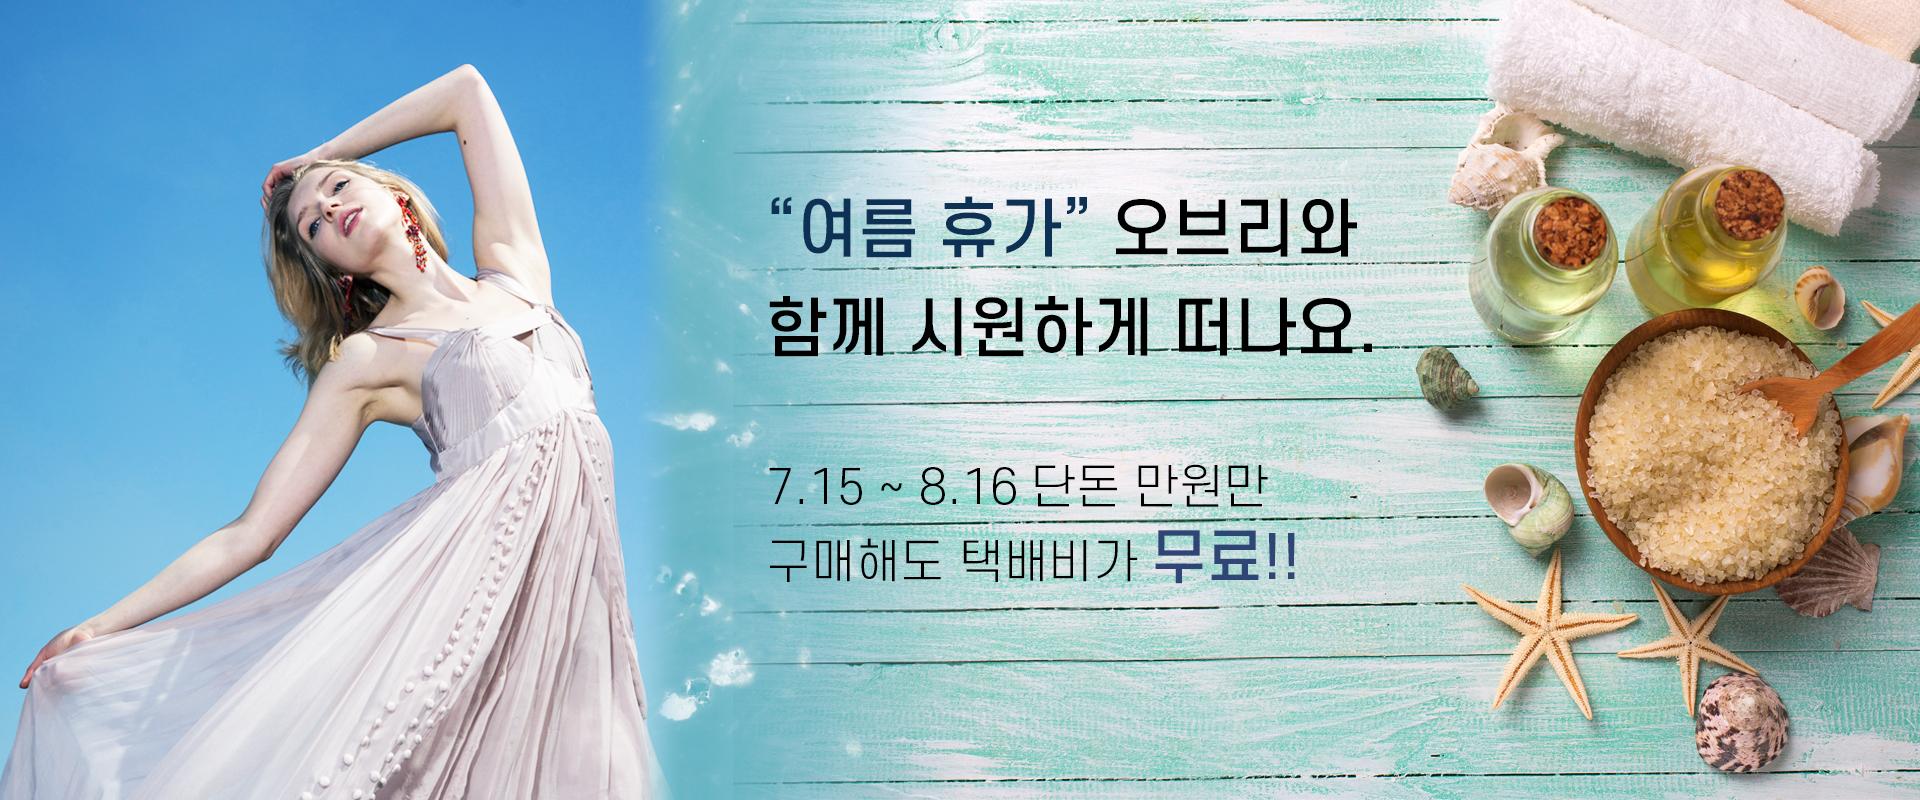 “여름 휴가” 오브리와
함께 시원하게 떠나요.
7.15 ~ 8.16 단돈 만원만
구매해도 택배비가 무료!!